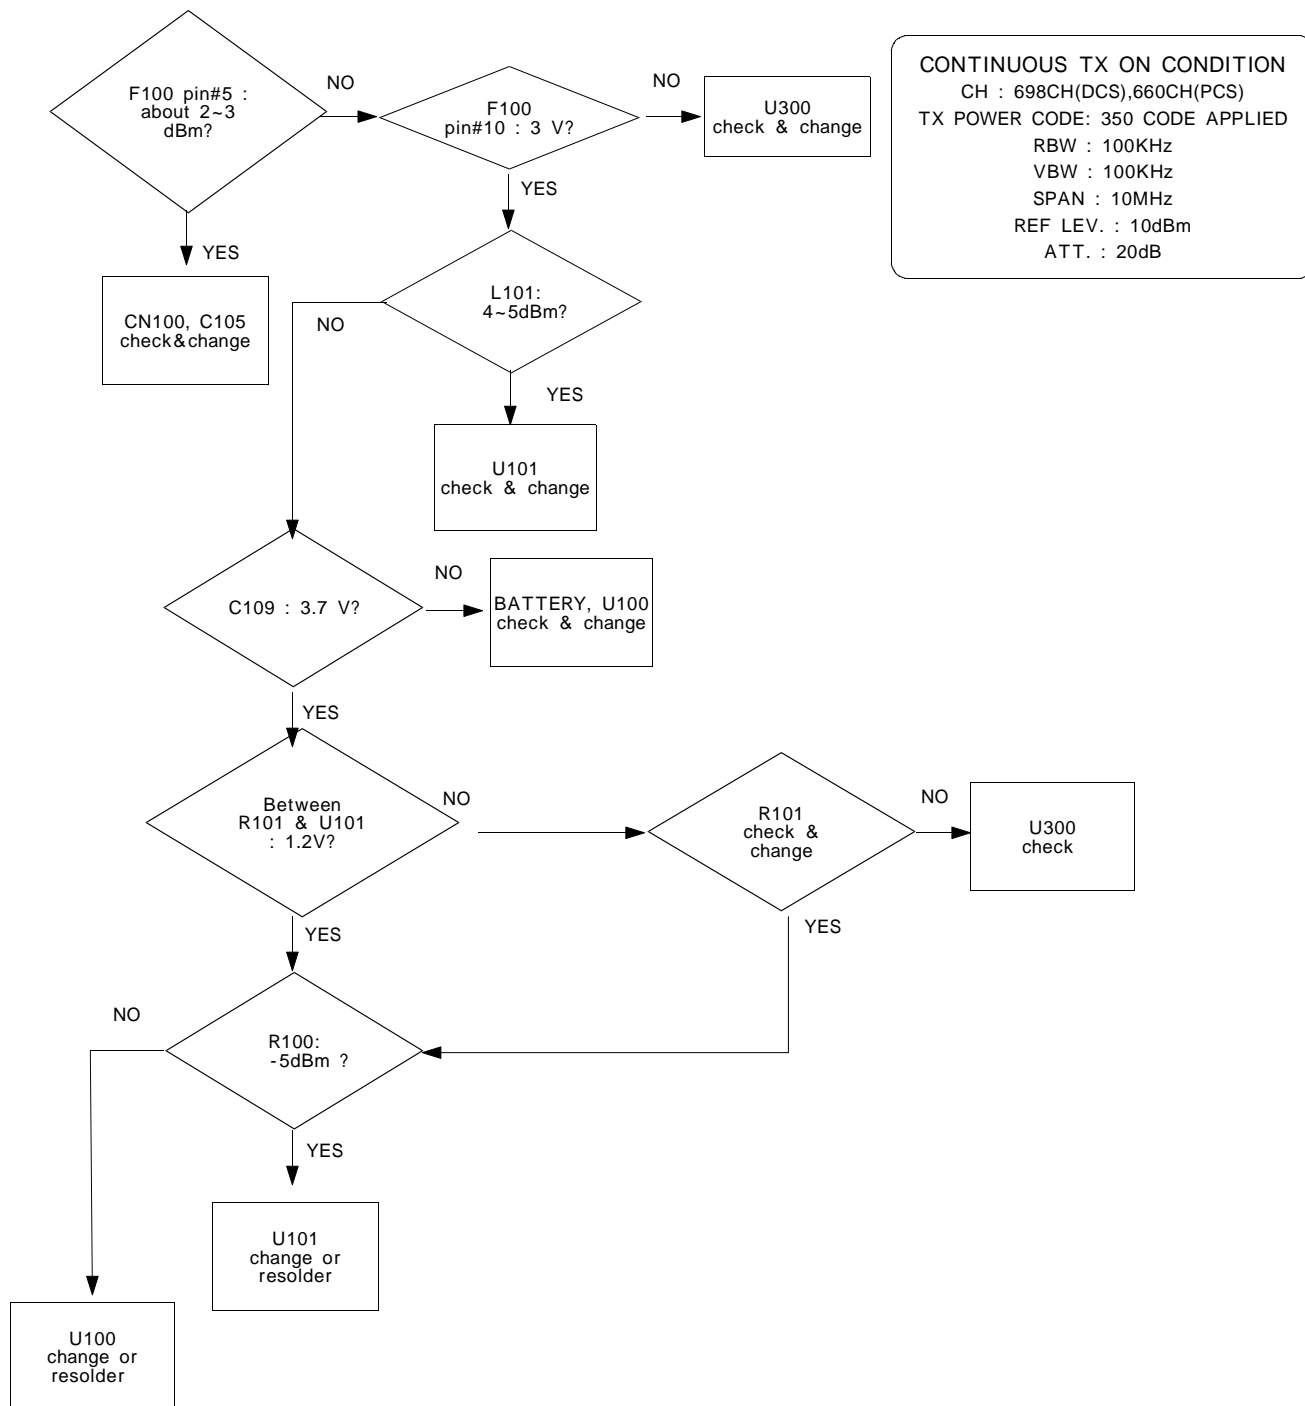 F100 pin#5 :
about 2~3
dBm?
NO
F100
pin#10 : 3 V?
NO
U300
check & change
CONTINUOUS TX ON CONDITION
CH : 698CH(DCS),660CH(PCS)
TX POWER CODE: 350 CODE APPLIED
RBW : 100KHz
VBW : 100KHz
SPAN : 10MHz
REF LEV. : 10dBm
ATT. : 20dB
YES
YES
CN100, C105
check&change
L101:
4~5dBm?
NO
YES
U101
check & change
C109 : 3.7 V?
NO
BATTERY, U100
check & change
YES
Between
R101 & U101
: 1.2V?
NO
R101
check &
change
NO
U300
check
YES
YES
R100:
-5dBm ?
NO
YES
U101
change or
resolder
U100
change or
resolder